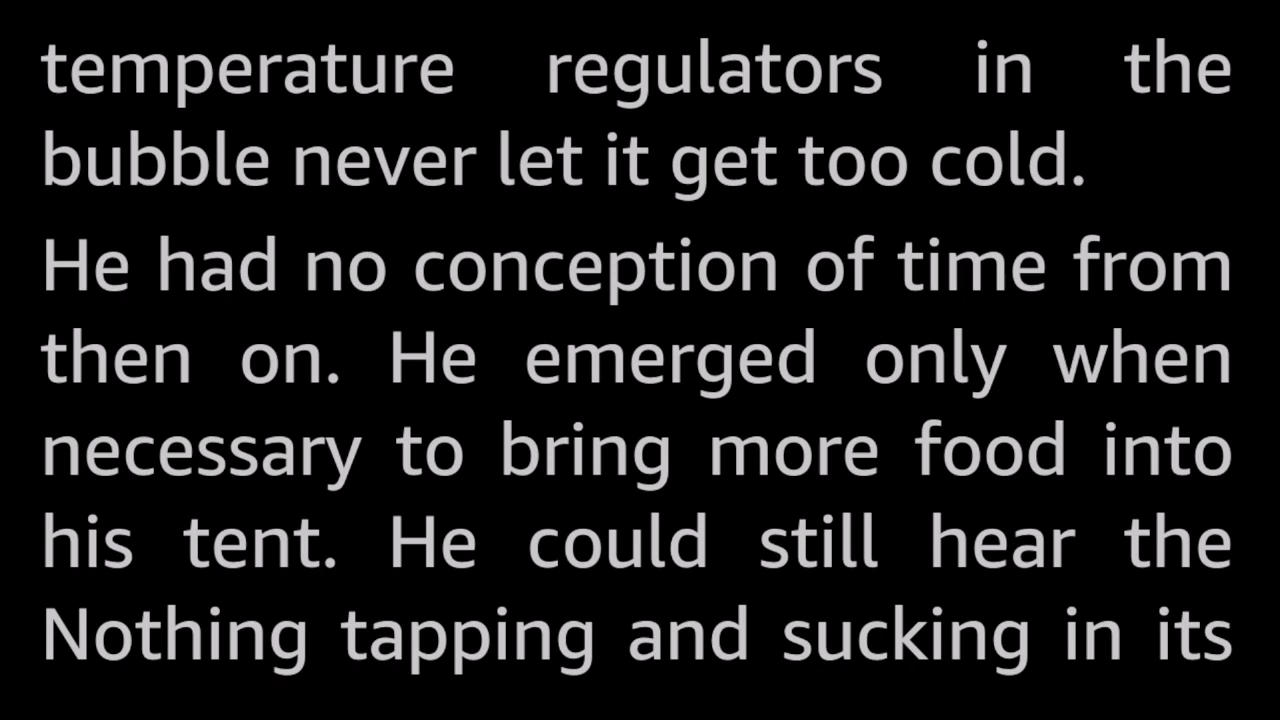 temperature regulators in the
bubble never let it get too cold.
He had no conception of time from
then on. He emerged only when
necessary to bring more food into
his tent. He could still hear the
Nothing tapping and sucking in its